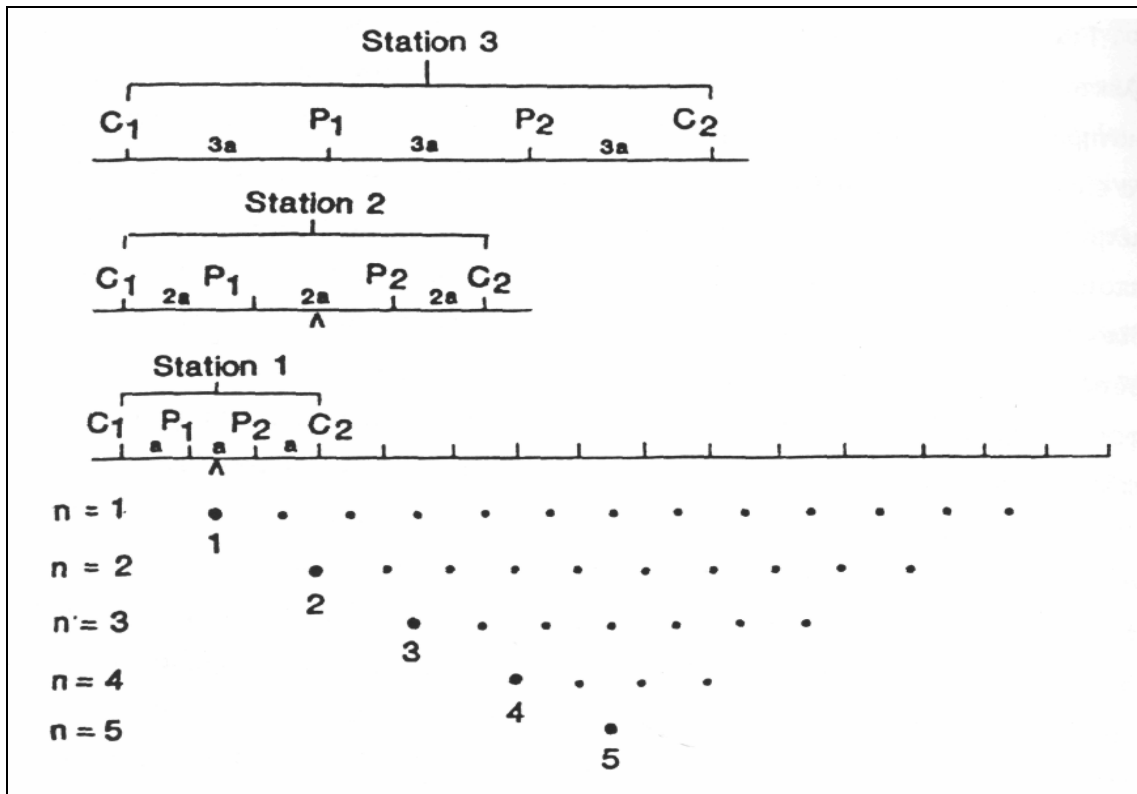 Station 3
C1 P1 P2 C2
3a 3a 3a
Station 2
C1 P1 P2 C2
2a 2a 2a
Station 1
C1 P1 P2 C2
a a a
n = 1
1
n = 2
2
n = 3
3
n = 4
4
n = 5
5